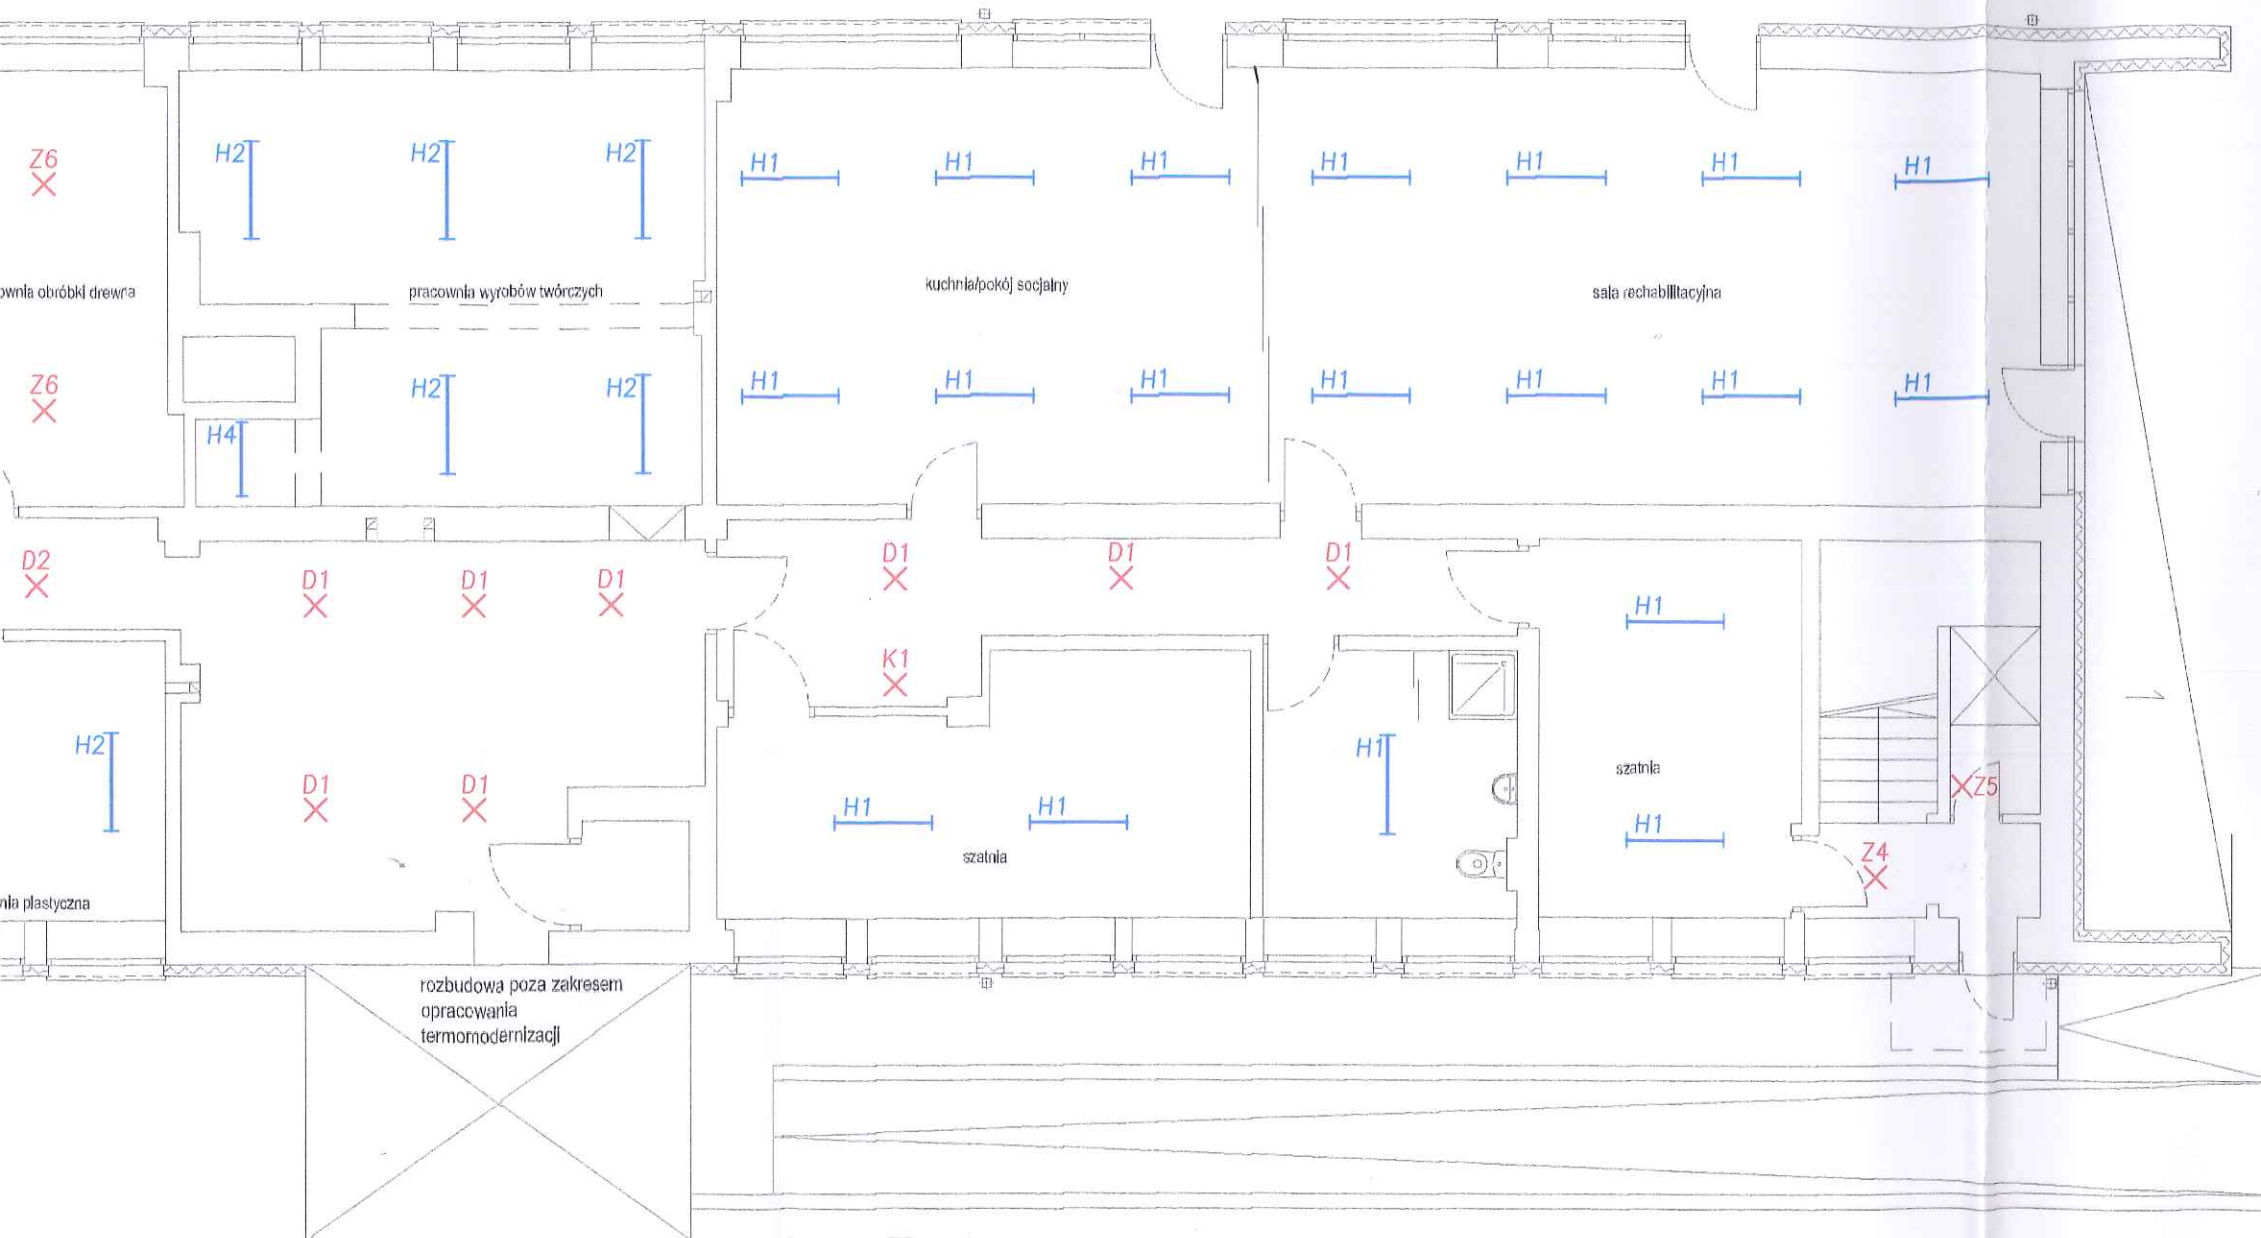 Z6
H2 H2 H2
H1 H1 H1
H1 H1 H1 H1
obróbki drewna
pracownia wyrobów twórczych
kuchnia/pokój socjalny
sala rechabilitacyjna
Z6
H4
H2 H2
H1 H1 H1
H1 H1 H1 H1
D2
D1 D1 D1
D1 D1 D1
K1
H1
H2
D1 D1
H1 H1
szatnia
H1
szatnia
H1
Z5
Z4
plastyczna
rozbudowa poza zakresem
opracowania
termomodernizacji